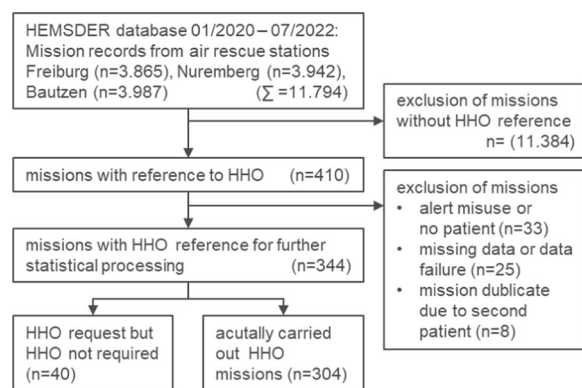 HEMSDER database 01/2020 – 07/2022:
Mission records from air rescue stations
Freiburg (n=3.865), Nuremberg (n=3.942),
Bautzen (n=3.987) (∑ =11.794)
exclusion of missions
without HHO reference
n= (11.384)
missions with reference to HHO (n=410)
exclusion of missions
• alert misuse or
no patient (n=33)
• missing data or data
failure (n=25)
• mission dublicate
due to second
patient (n=8)
missions with HHO reference for further
statistical processing (n=344)
HHO request but
HHO not required
(n=40)
acutally carried
out HHO
missions (n=304)